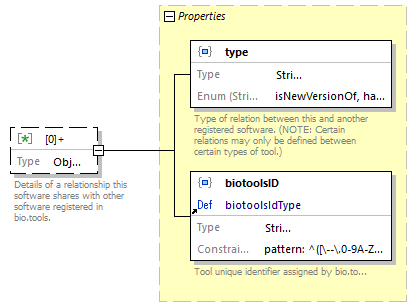 Properties
type
Type Stri...
Enum (Stri... isNewVersionOf, ha...
Type of relation between this and another
registered software. (NOTE: Certain
relations may only be defined between
certain types of tool.)
[0]+
Type Obj...
Details of a relationship this
software shares with other
software registered in
bio.tools.
biotoolsID
Def biotoolsIdType
Type Stri...
Constrai... pattern: ^([\--\.0-9A-Z...
Tool unique identifier assigned by bio.to...